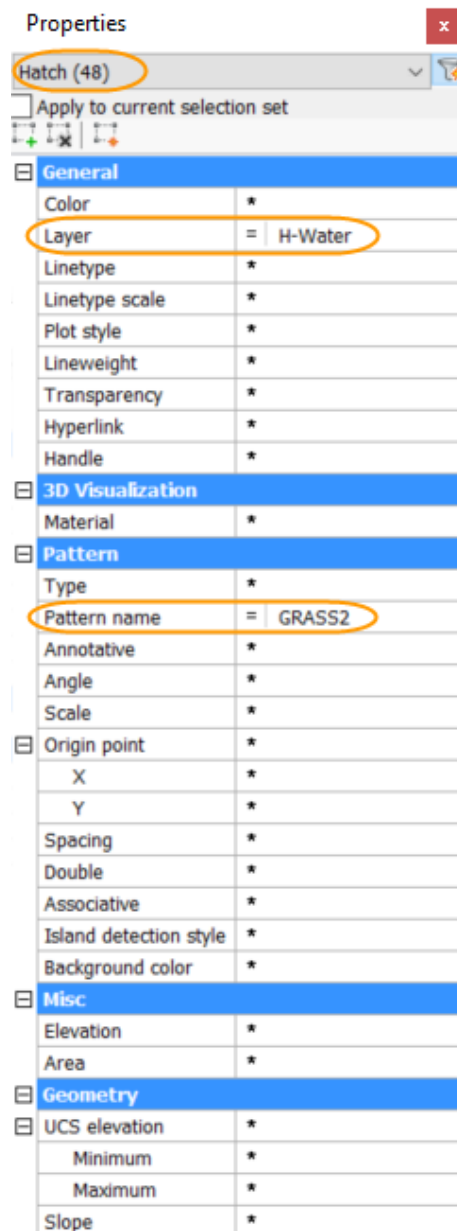 Properties
x
Hatch (48)
Apply to current selection set
General
Color *
Layer = H-Water
Linetype *
Linetype scale *
Plot style *
Lineweight *
Transparency *
Hyperlink *
Handle *
3D Visualization
Material *
Pattern
Type *
Pattern name = GRASS2
Annotative *
Angle *
Scale *
Origin point *
X *
Y *
Spacing *
Double *
Associative *
Island detection style *
Background color *
Misc
Elevation *
Area *
Geometry
UCS elevation *
Minimum *
Maximum *
Slope *